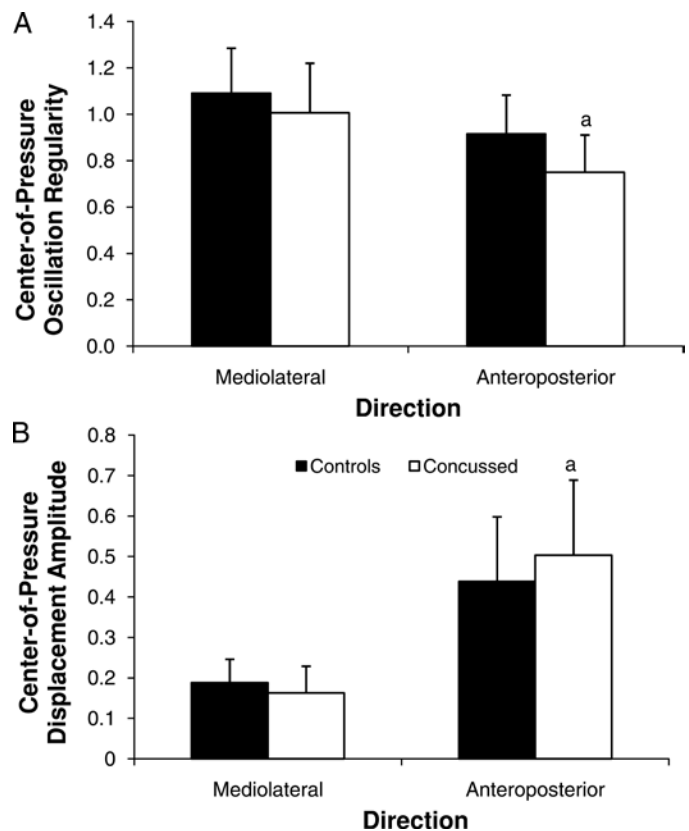 A
Center-of-Pressure
Oscillation Regularity
1.4
1.2
1.0
0.8
0.6
0.4
0.2
0.0
a
Mediolateral
Anteroposterior
Direction
B
Center-of-Pressure
Displacement Amplitude
0.8
0.7
0.6
0.5
0.4
0.3
0.2
0.1
0
Controls Concussed
a
Mediolateral
Anteroposterior
Direction